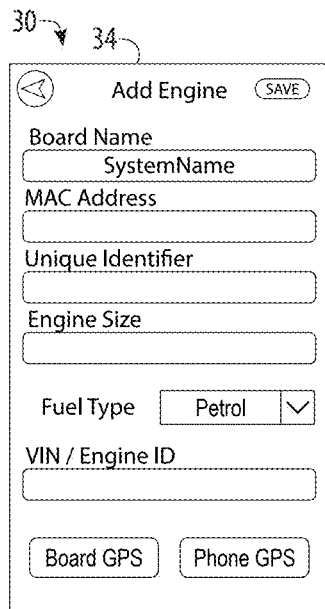 30
34
Add Engine
SAVE
Board Name
SystemName
MAC Address
Unique Identifier
Engine Size
Fuel Type
Petrol
VIN / Engine ID
Board GPS
Phone GPS